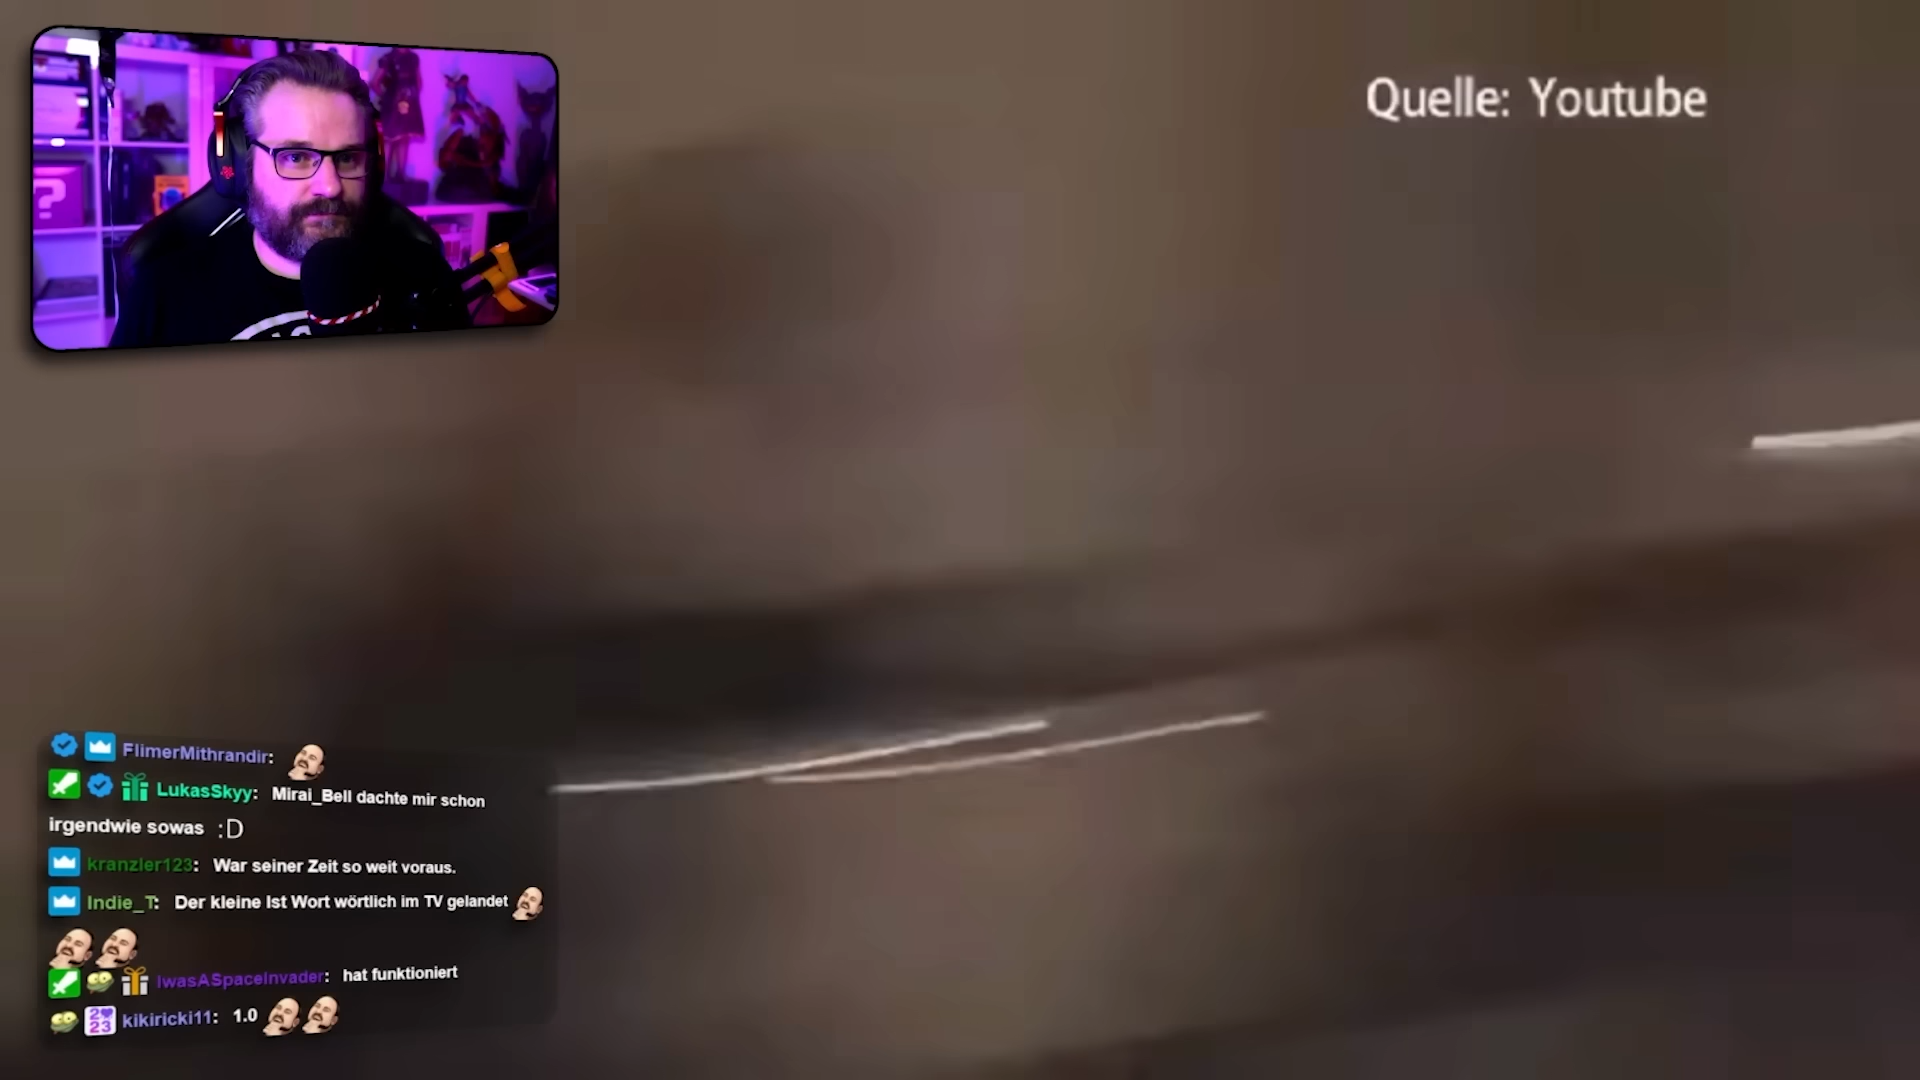 Quelle: Youtube
FlimerMithrandir:
LukasSkyy: Mirai_Bell dachte mir schon
irgendwie sowas :D
kranzler123: War seiner Zeit so weit voraus.
Indie_T: Der kleine Ist Wort wörtlich im TV gelandet
IwasASpaceInvader: hat funktioniert
2023
kikiricki11: 1.0